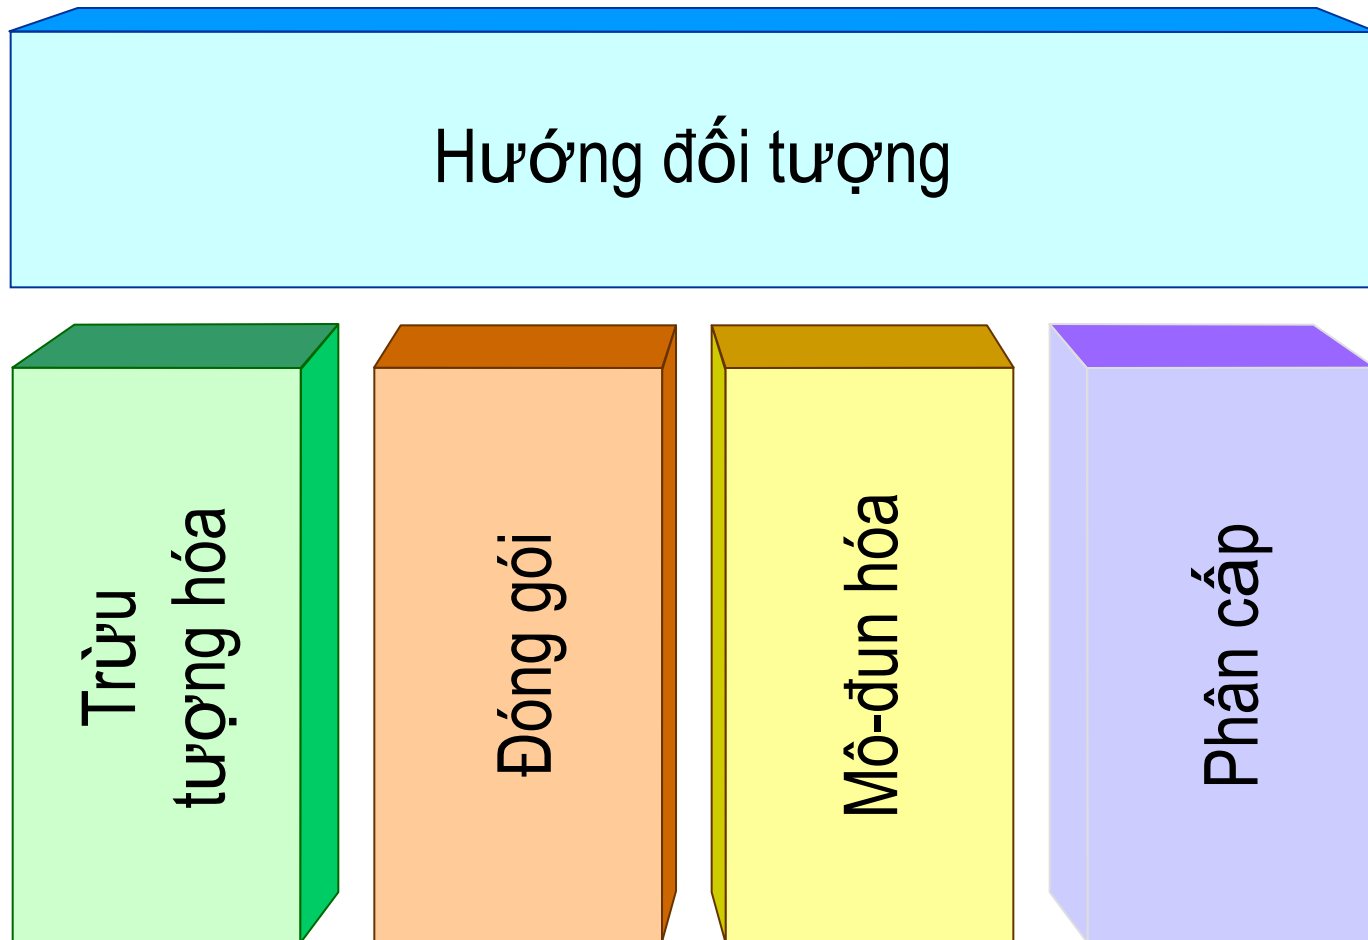 Hướng đối tượng
Trừu
tượng hóa
Đóng gói
Mô-đun hóa
Phân cấp